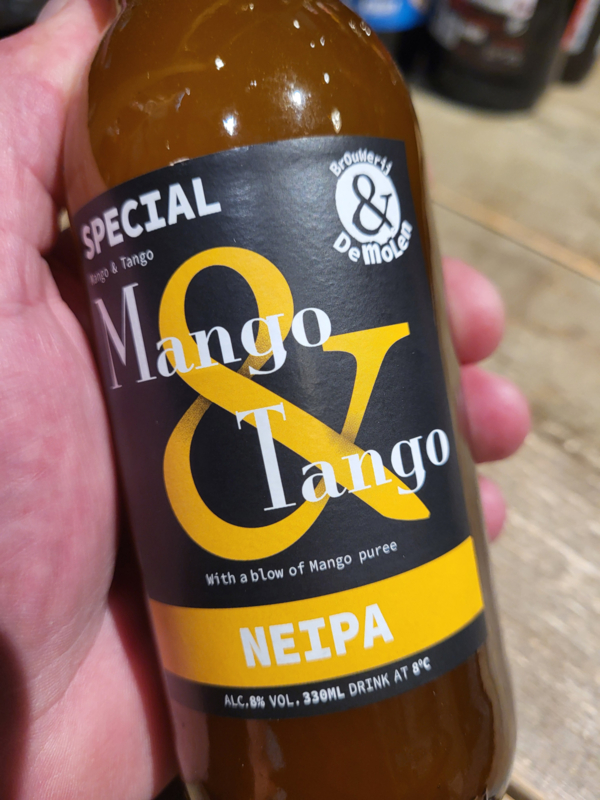 SPECIAL
BroUWerij
&
De MoLen
Mango & Tango
Mango
&
Tango
With a blow of Mango puree
NEIPA
ALC.8% VOL. 330ML DRINK AT 8°C